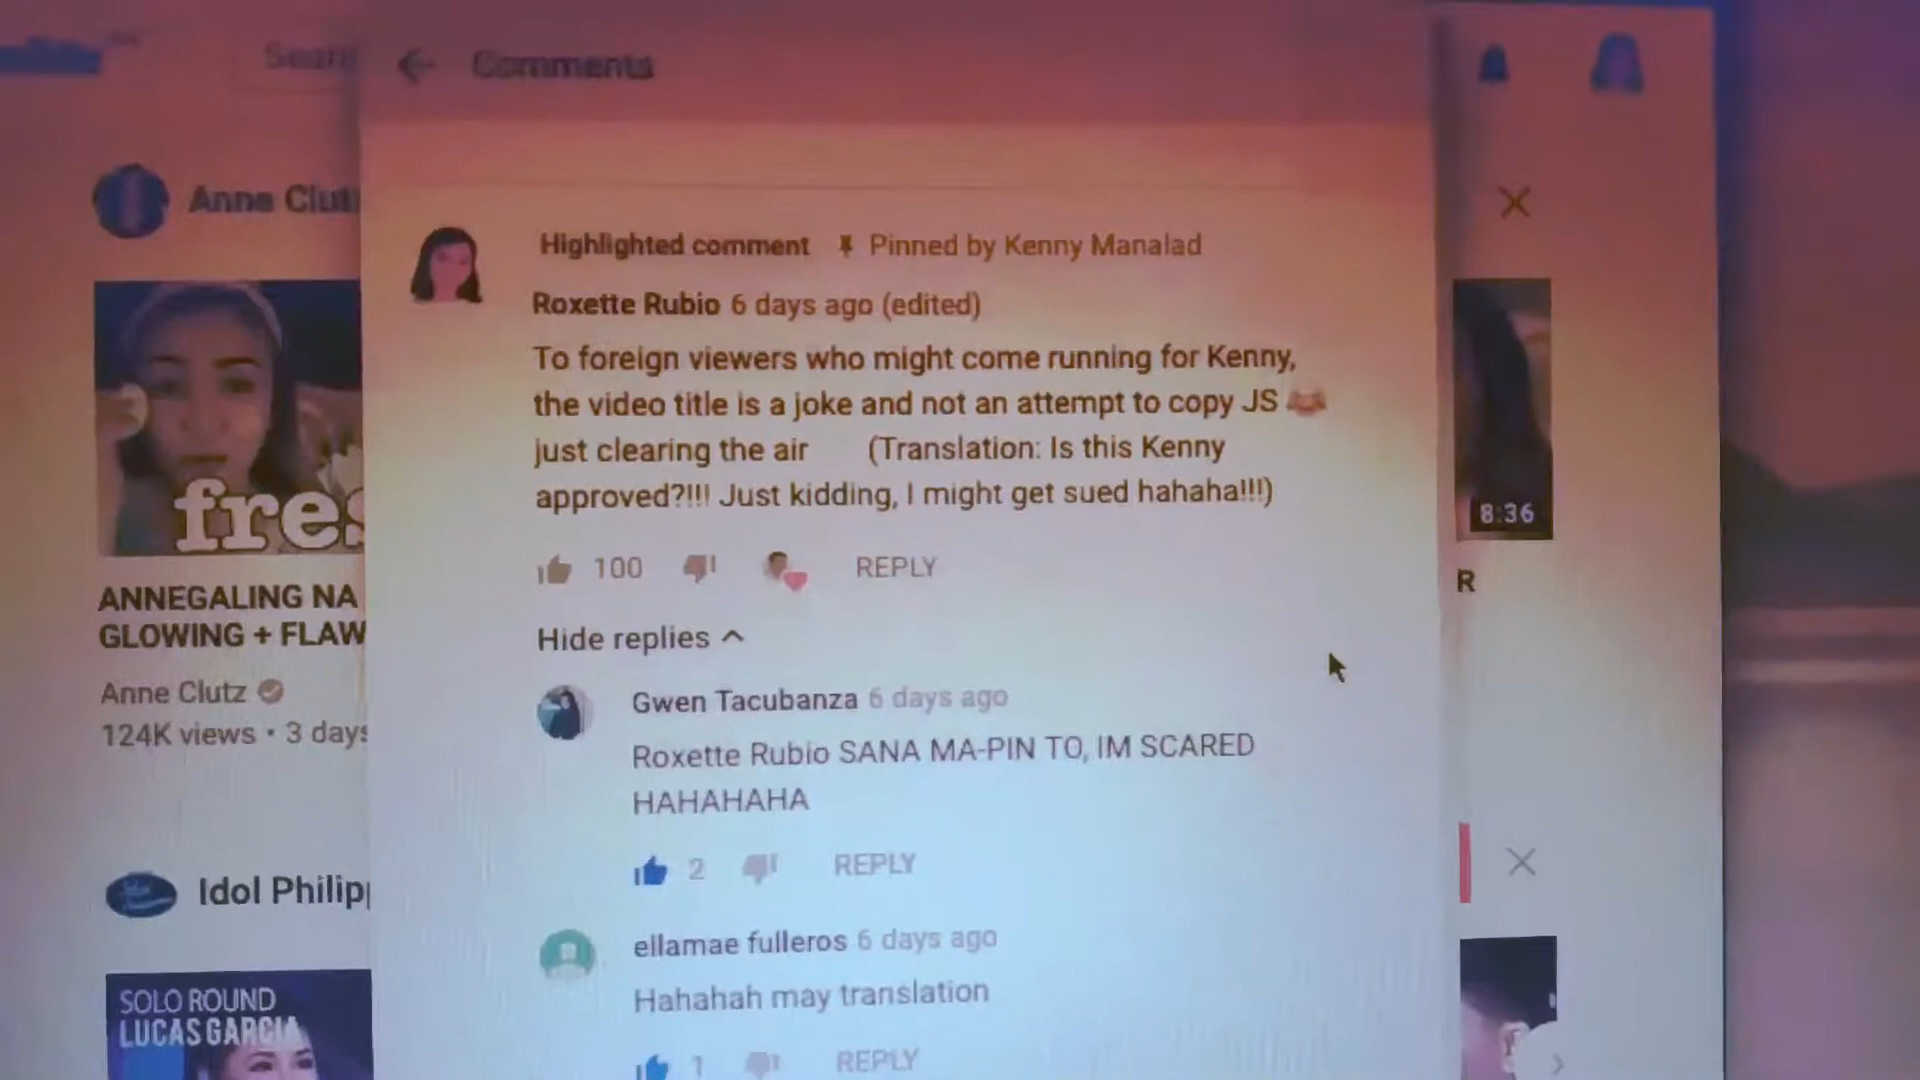 Comments
Anne Clut
Highlighted comment Pinned by Kenny Manalad
Roxette Rubio 6 days ago (edited)
To foreign viewers who might come running for Kenny,
the video title is a joke and not an attempt to copy JS
just clearing the air (Translation: Is this Kenny
approved?!!! Just kidding, I might get sued hahaha!!!)
100 REPLY
Hide replies
Gwen Tacubanza 6 days ago
Roxette Rubio SANA MA-PIN TO, IM SCARED
HAHAHAHA
2 REPLY
ellamae fulleros 6 days ago
Hahahah may translation
1 REPLY
fres
ANNEGALING NA
GLOWING + FLAW
Anne Clutz
124K views • 3 days
Idol Philipp
SOLO ROUND
LUCAS GARCIA
8:36
R